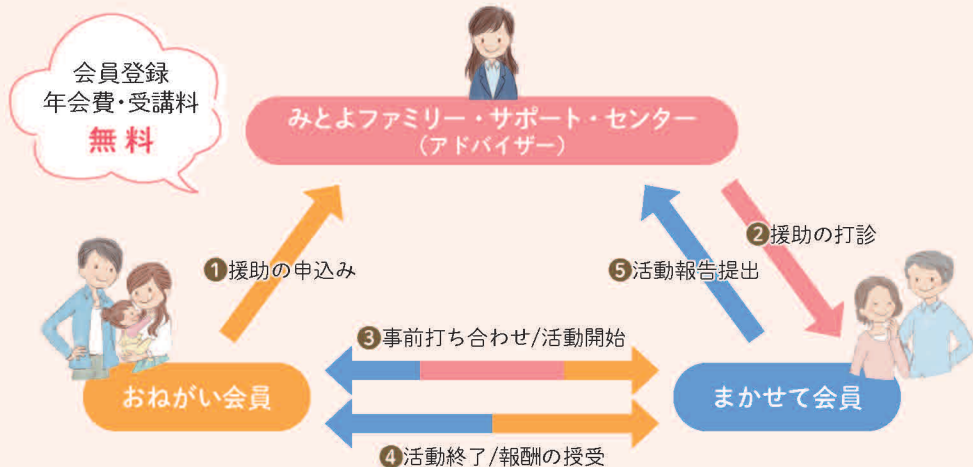 会員登録
年会費・受講料
無料
みとよファミリー・サポート・センター
（アドバイザー）
❶援助の申込み
❷援助の打診
❺活動報告提出
❸事前打ち合わせ/活動開始
おねがい会員
まかせて会員
❹活動終了/報酬の授受